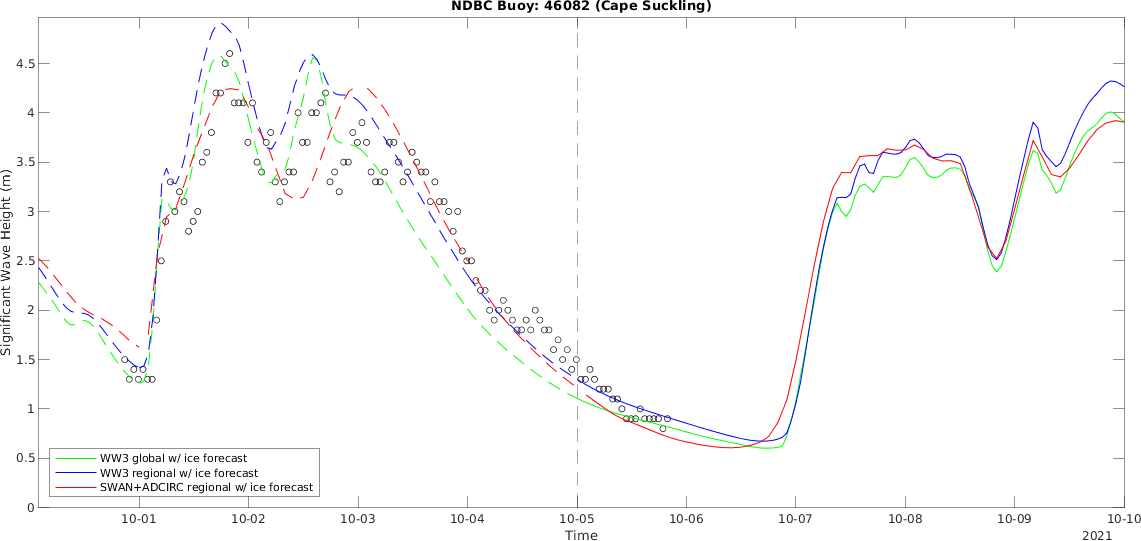 NDBC Buoy: 46082 (Cape Suckling)
Significant Wave Height (m)
4.5
4
3.5
3
2.5
2
1.5
1
0.5
0
WW3 global w/ ice forecast
WW3 regional w/ ice forecast
SWAN+ADCIRC regional w/ ice forecast
10-01 10-02 10-03 10-04 10-05 10-06 10-07 10-08 10-09 10-10
Time
2021